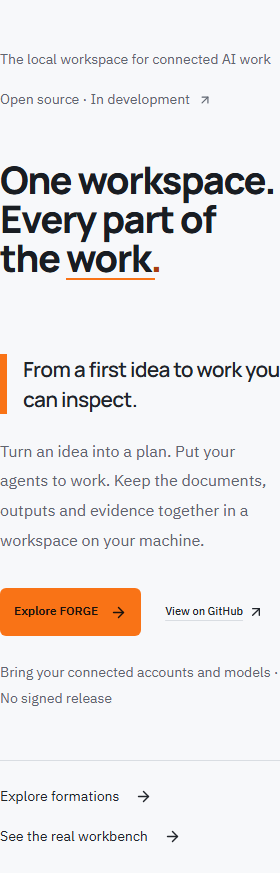 The local workspace for connected AI work
Open source · In development
One workspace.
Every part of
the work.
From a first idea to work you
can inspect.
Turn an idea into a plan. Put your
agents to work. Keep the documents,
outputs and evidence together in a
workspace on your machine.
Explore FORGE
View on GitHub
Bring your connected accounts and models ·
No signed release
Explore formations
See the real workbench